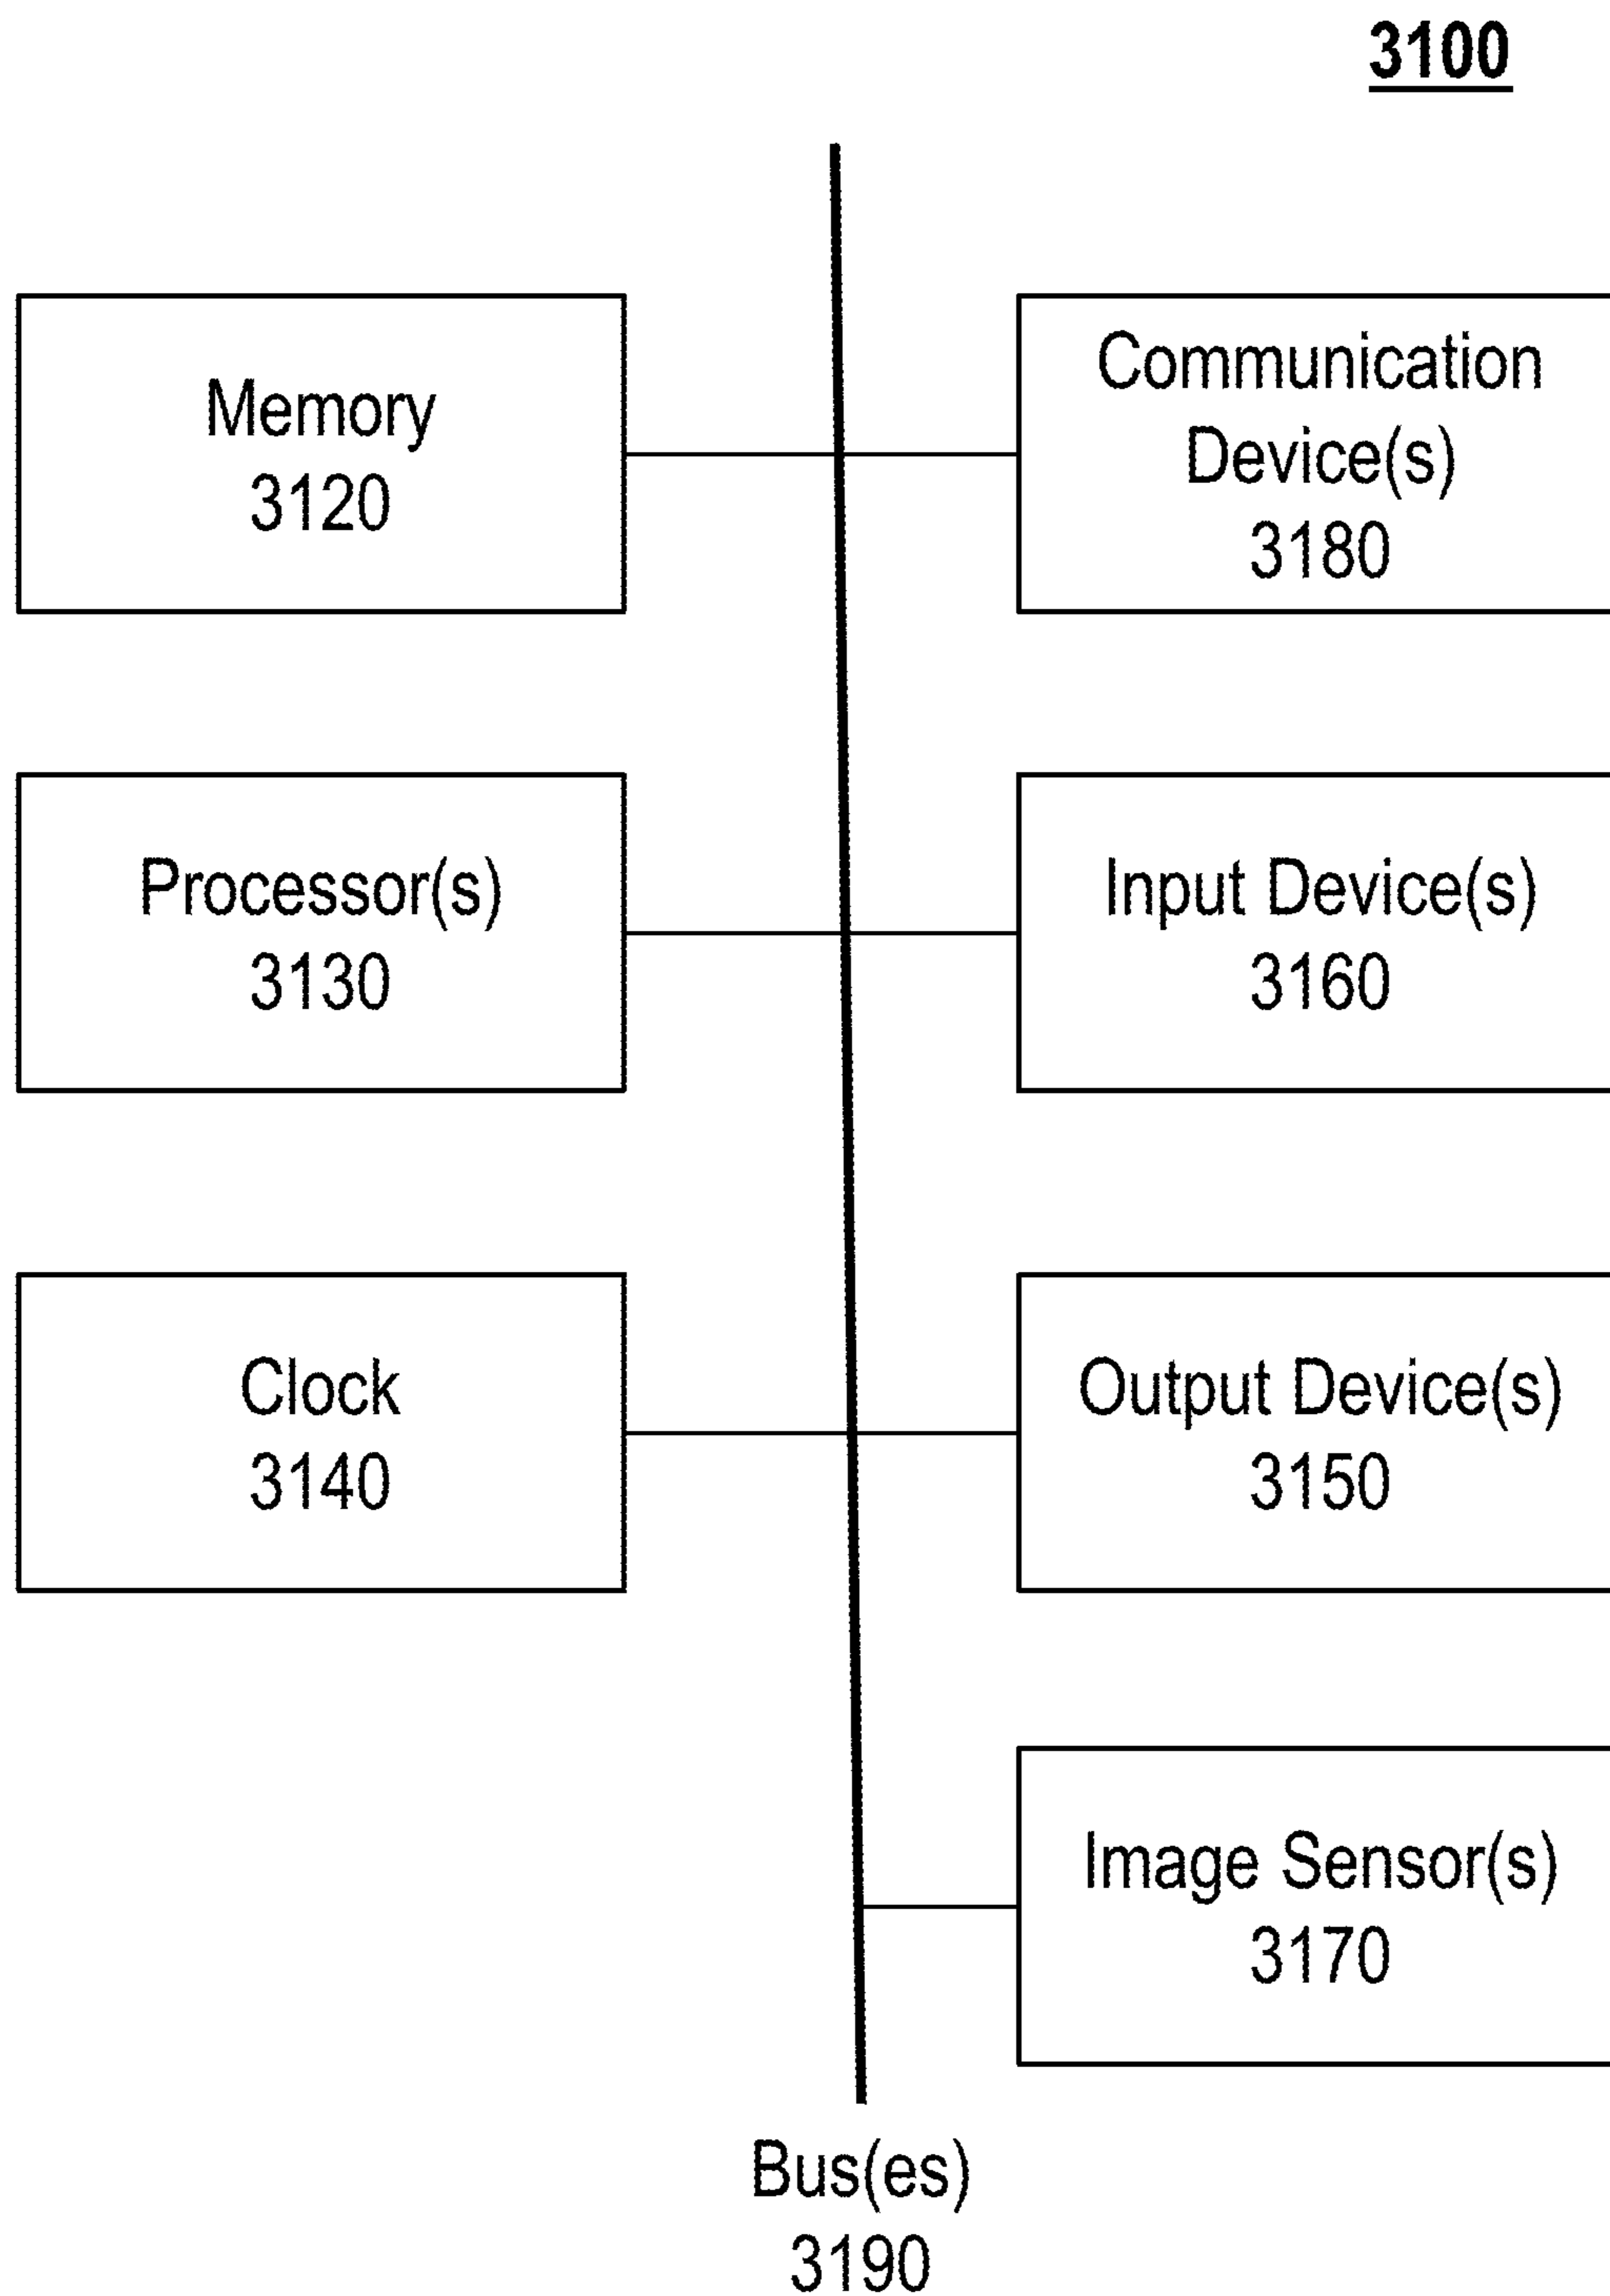 3100
Memory
3120
Communication
Device(s)
3180
Processor(s)
3130
Input Device(s)
3160
Clock
3140
Output Device(s)
3150
Image Sensor(s)
3170
Bus(es)
3190